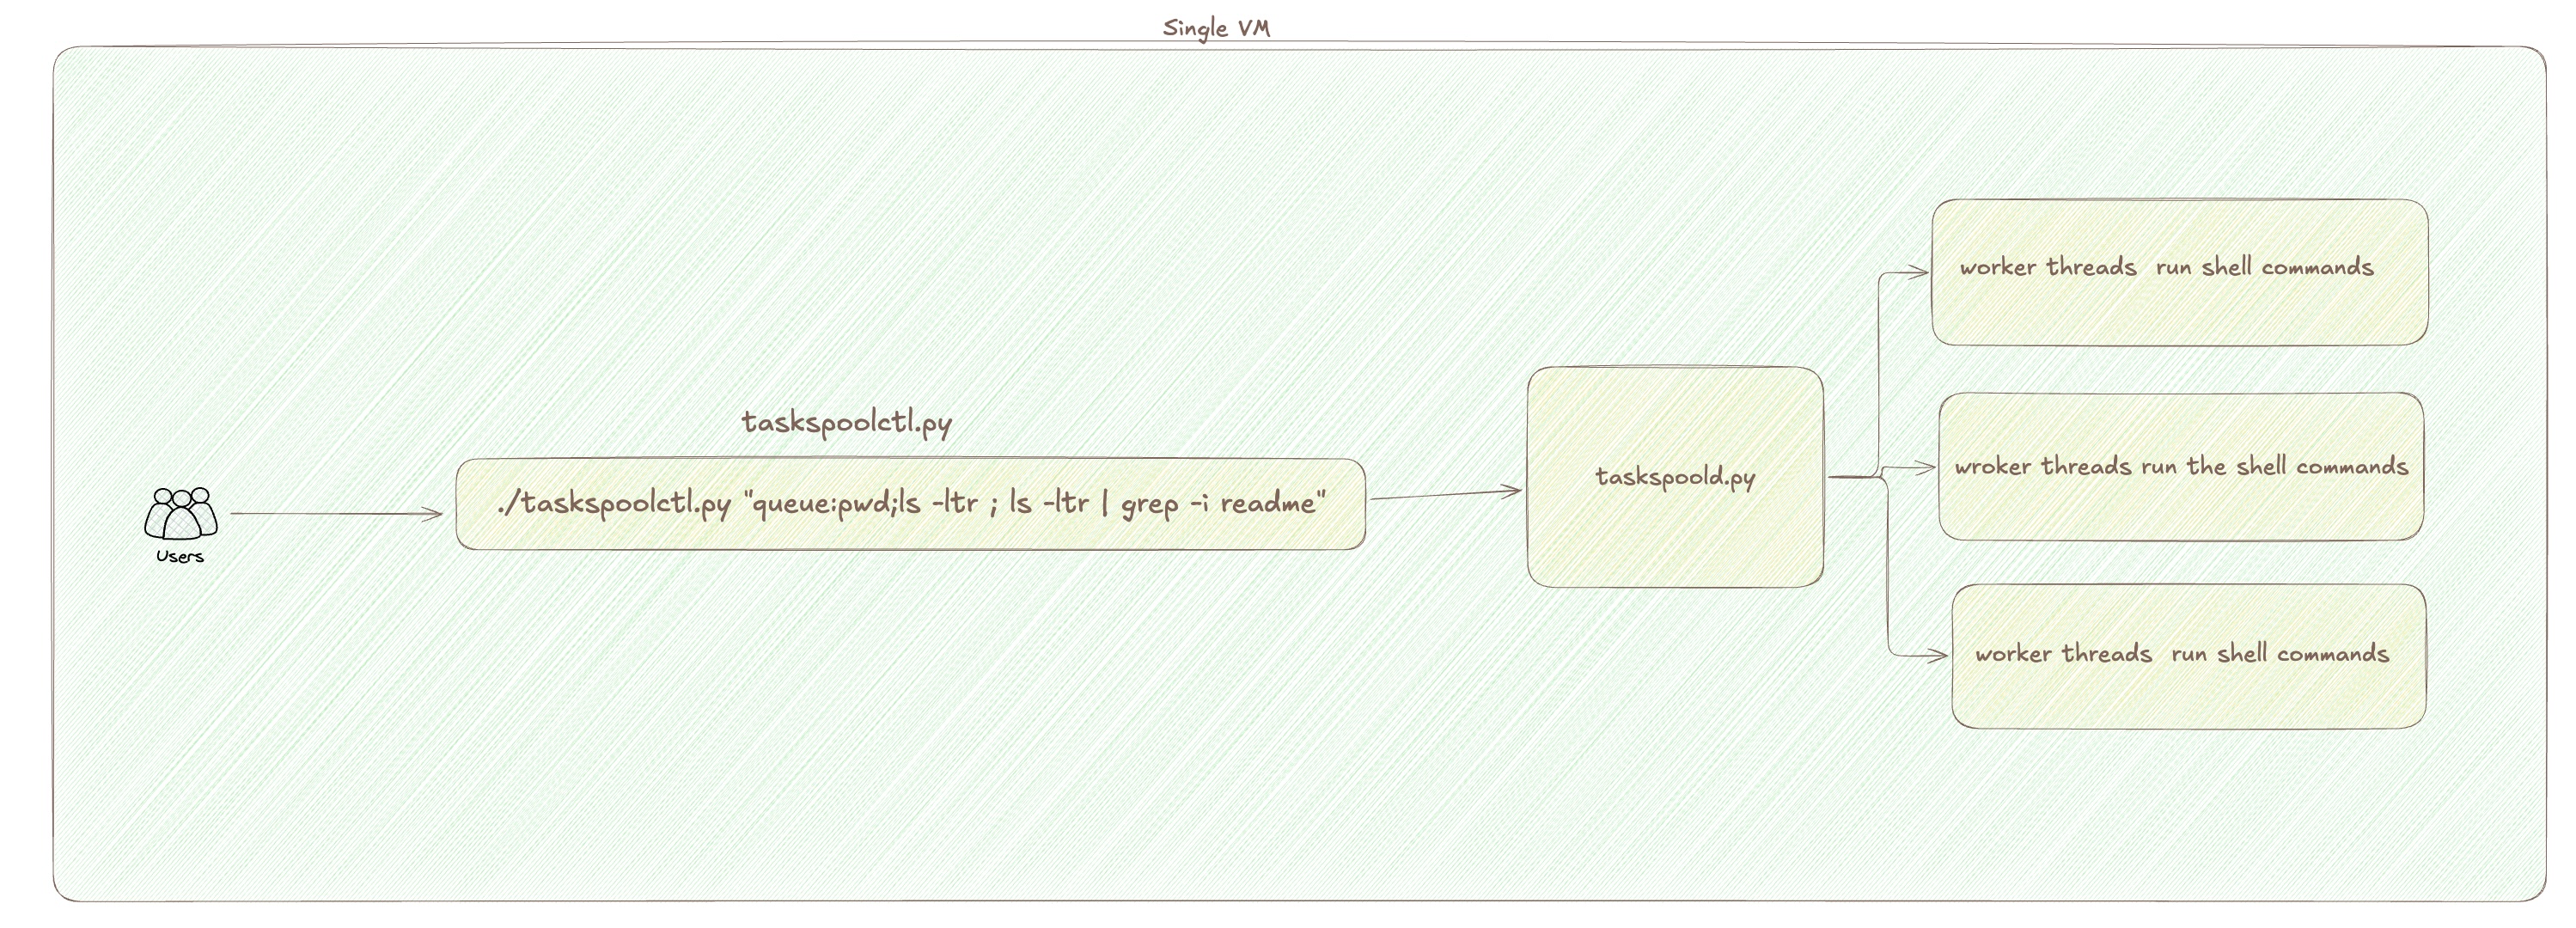 Single VM
taskspoolctl.py
./taskspoolctl.py "queue:pwd;ls -ltr ; ls -ltr | grep -i readme"
Users
taskspoold.py
worker threads  run shell commands
wroker threads run the shell commands
worker threads  run shell commands